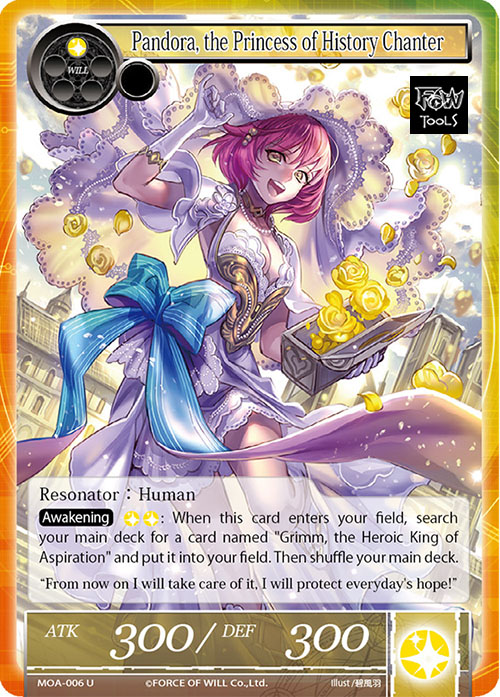 Pandora, the Princess of History Chanter
WILL
FOW
TOOLS
Resonator : Human
Awakening : When this card enters your field, search
your main deck for a card named "Grimm, the Heroic King of
Aspiration" and put it into your field. Then shuffle your main deck.
“From now on I will take care of it, I will protect everyday's hope!”
ATK 300/ DEF 300
MOA-006 U ©FORCE OF WILL Co.,Ltd. Illust/碧風羽